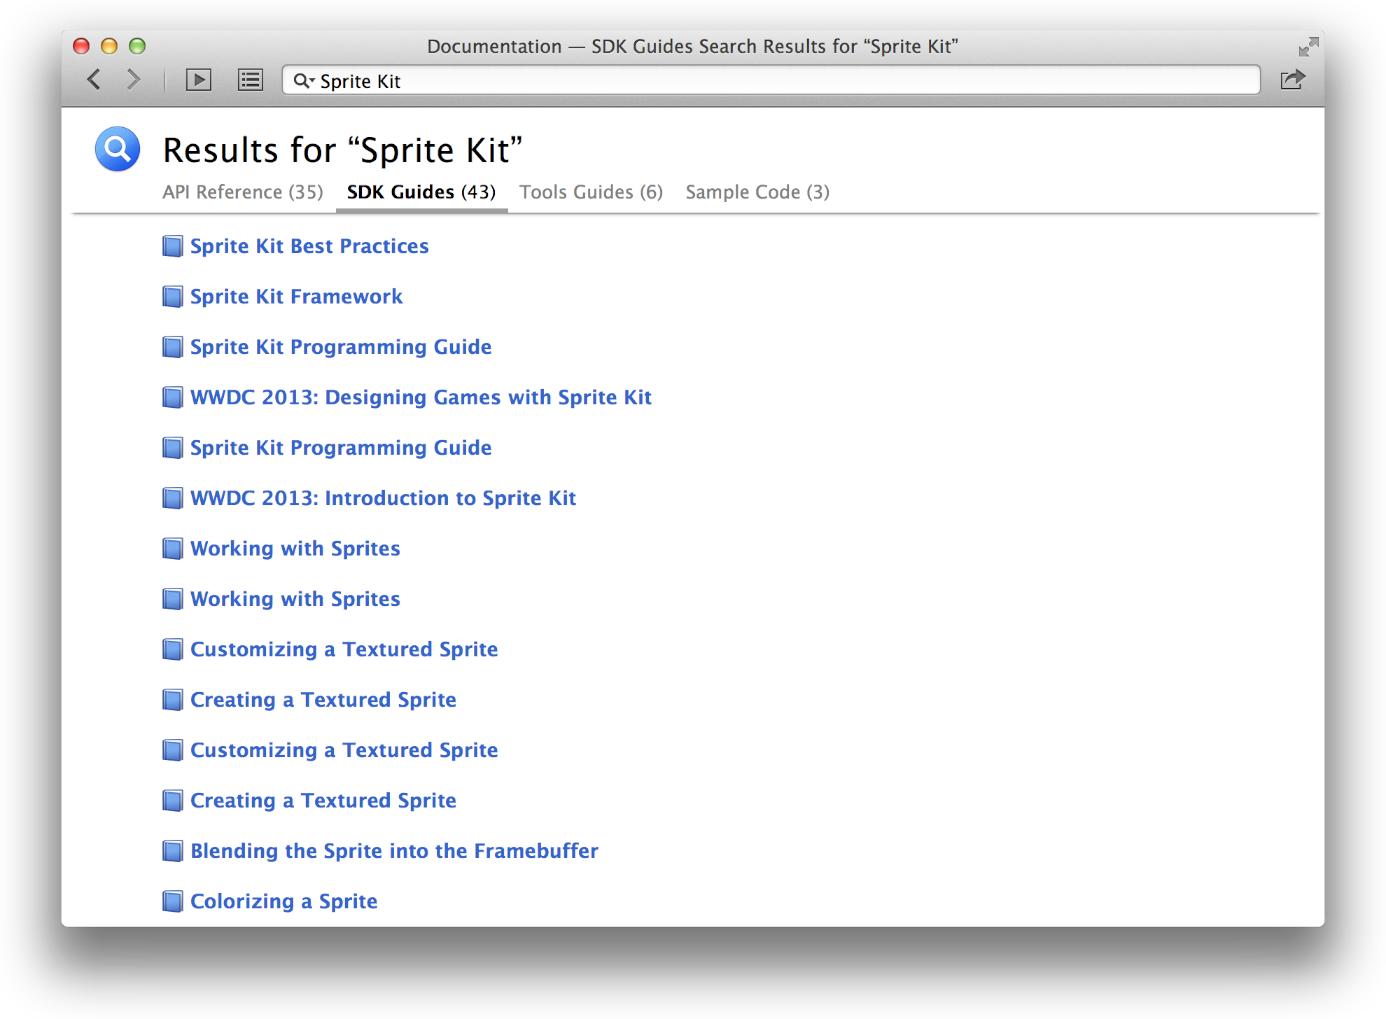 Documentation — SDK Guides Search Results for “Sprite Kit”
Sprite Kit
Results for “Sprite Kit”
API Reference (35) SDK Guides (43) Tools Guides (6) Sample Code (3)
Sprite Kit Best Practices
Sprite Kit Framework
Sprite Kit Programming Guide
WWDC 2013: Designing Games with Sprite Kit
Sprite Kit Programming Guide
WWDC 2013: Introduction to Sprite Kit
Working with Sprites
Working with Sprites
Customizing a Textured Sprite
Creating a Textured Sprite
Customizing a Textured Sprite
Creating a Textured Sprite
Blending the Sprite into the Framebuffer
Colorizing a Sprite